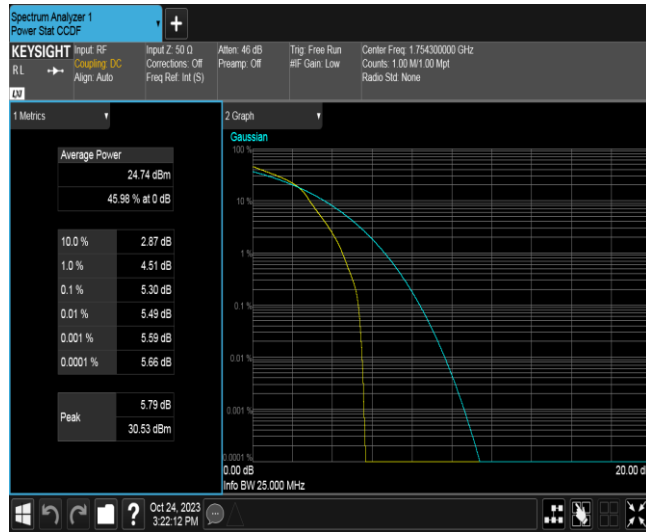 Spectrum Analyzer 1
Power Stat CCDF
KEYSIGHT
RL
LXI
Input: RF
Coupling: DC
Align: Auto
Input Z: 50 Ω
Corrections: Off
Freq Ref: Int (S)
Atten: 46 dB
Preamp: Off
Trig: Free Run
#IF Gain: Low
Center Freq: 1.754300000 GHz
Counts: 1.00 M/1.00 Mpt
Radio Std: None
1 Metrics
Average Power
24.74 dBm
45.98 % at 0 dB
10.0 % 2.87 dB
1.0 % 4.51 dB
0.1 % 5.30 dB
0.01 % 5.49 dB
0.001 % 5.59 dB
0.0001 % 5.66 dB
Peak
5.79 dB
30.53 dBm
2 Graph
Gaussian
100 %
10 %
1 %
0.1 %
0.01 %
0.001 %
0.0001 %
0.00 dB 20.00 d
Info BW 25.000 MHz
?
Oct 24, 2023
3:22:12 PM